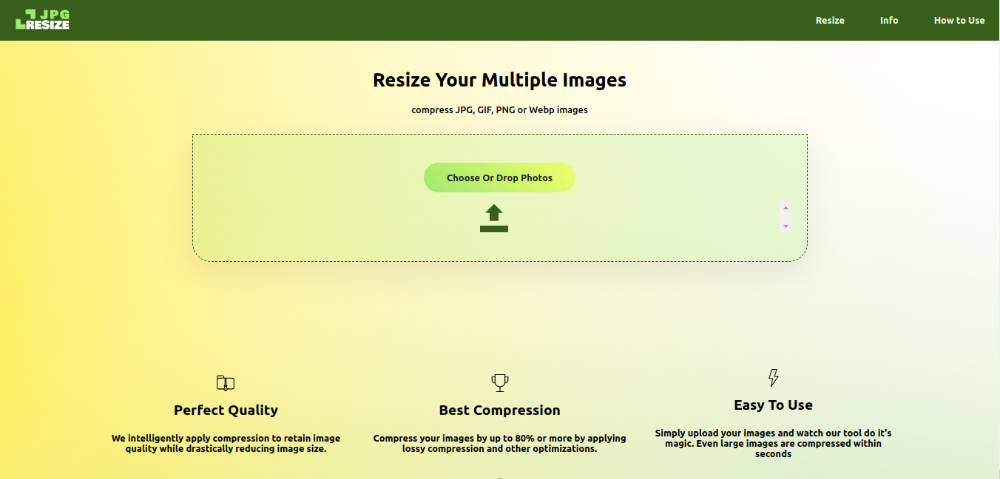 JPG
RESIZE
Resize Info How to Use
Resize Your Multiple Images
compress JPG, GIF, PNG or Webp images
Choose Or Drop Photos
Perfect Quality
We intelligently apply compression to retain image
quality while drastically reducing image size.
Best Compression
Compress your images by up to 80% or more by applying
lossy compression and other optimizations.
Easy To Use
Simply upload your images and watch our tool do it's
magic. Even large images are compressed within
seconds